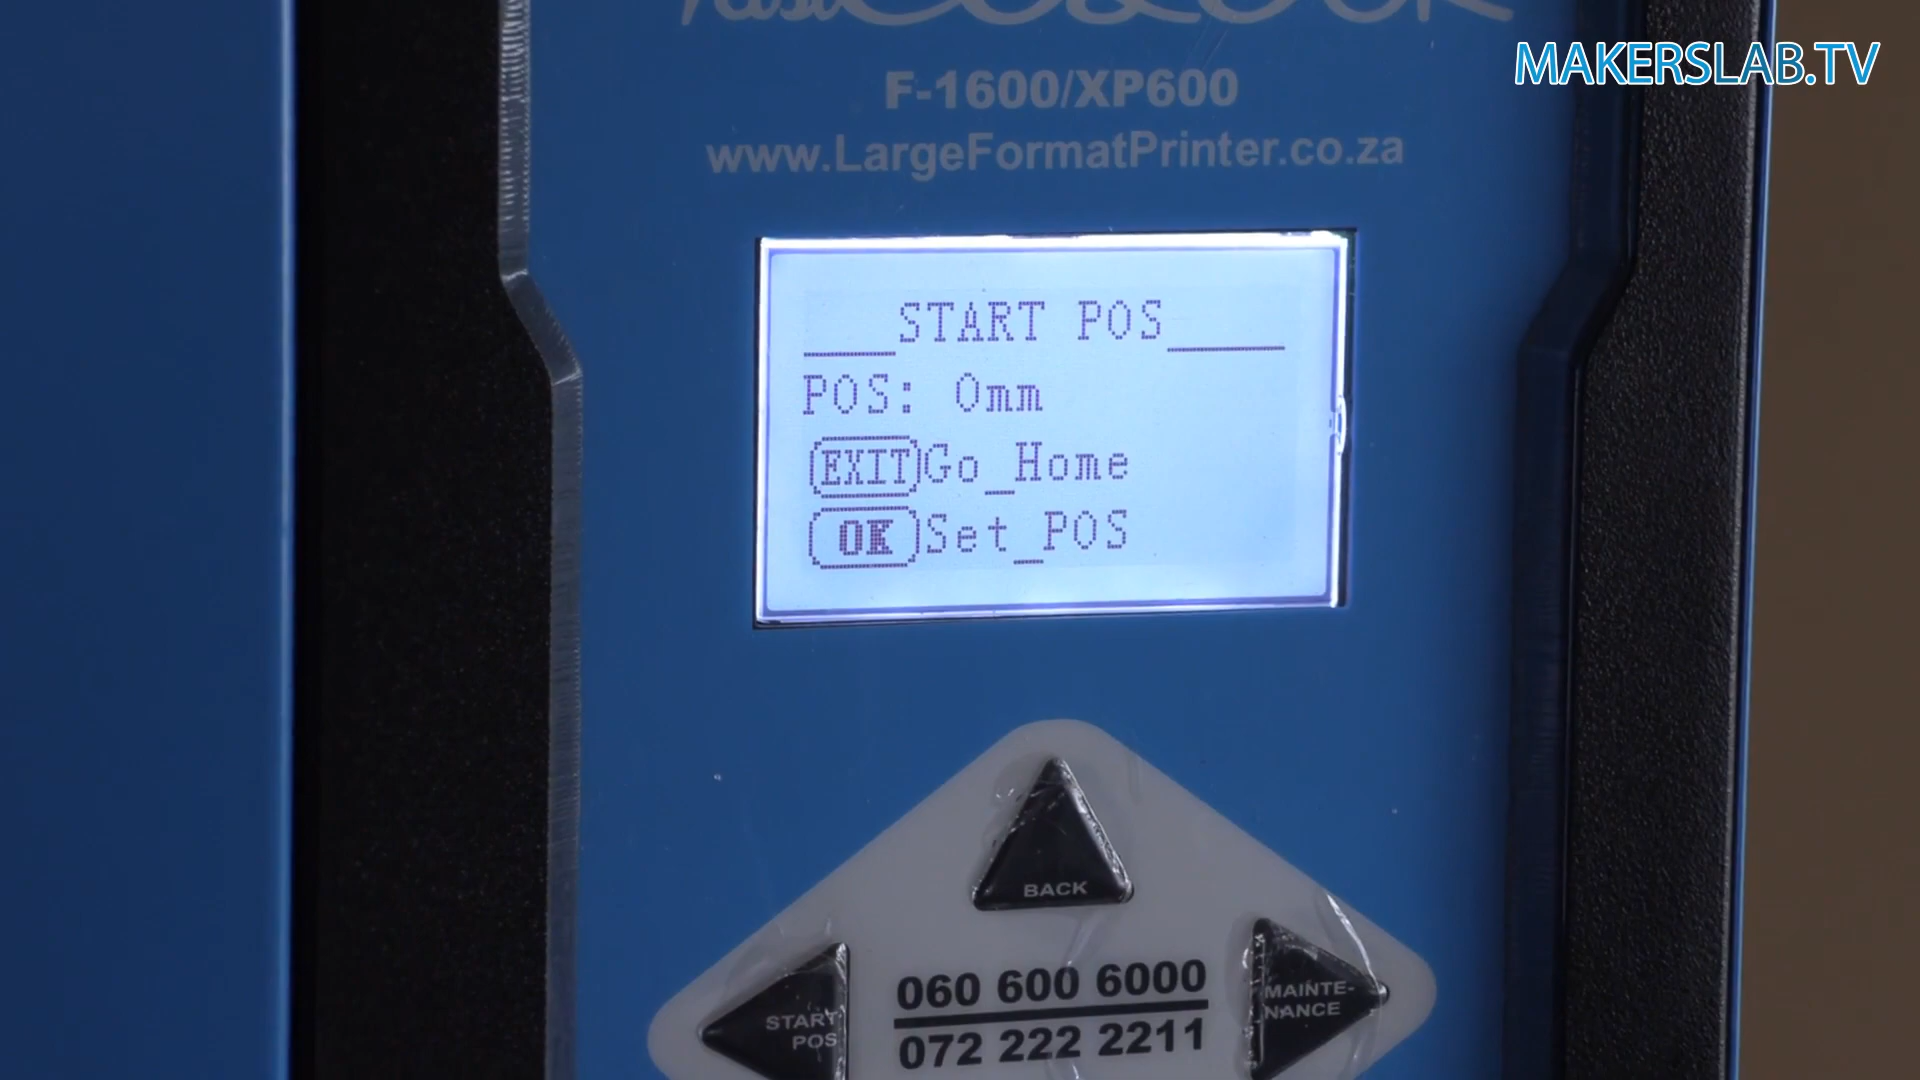 MAKERSLAB.TV
F-1600/XP600
www.LargeFormatPrinter.co.za
START POS
POS: 0mm
EXIT Go_Home
OK Set_POS
BACK
START
POS
060 600 6000
072 222 2211
MAINTE-
NANCE